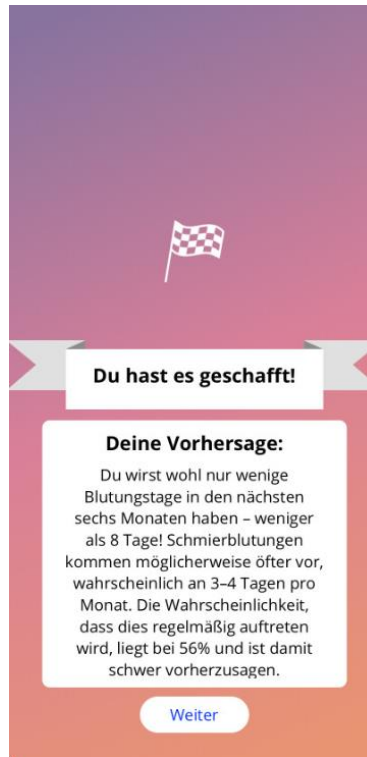 Du hast es geschafft!
Deine Vorhersage:
Du wirst wohl nur wenige
Blutungstage in den nächsten
sechs Monaten haben – weniger
als 8 Tage! Schmierblutungen
kommen möglicherweise öfter vor,
wahrscheinlich an 3–4 Tagen pro
Monat. Die Wahrscheinlichkeit,
dass dies regelmäßig auftreten
wird, liegt bei 56% und ist damit
schwer vorherzusagen.
Weiter